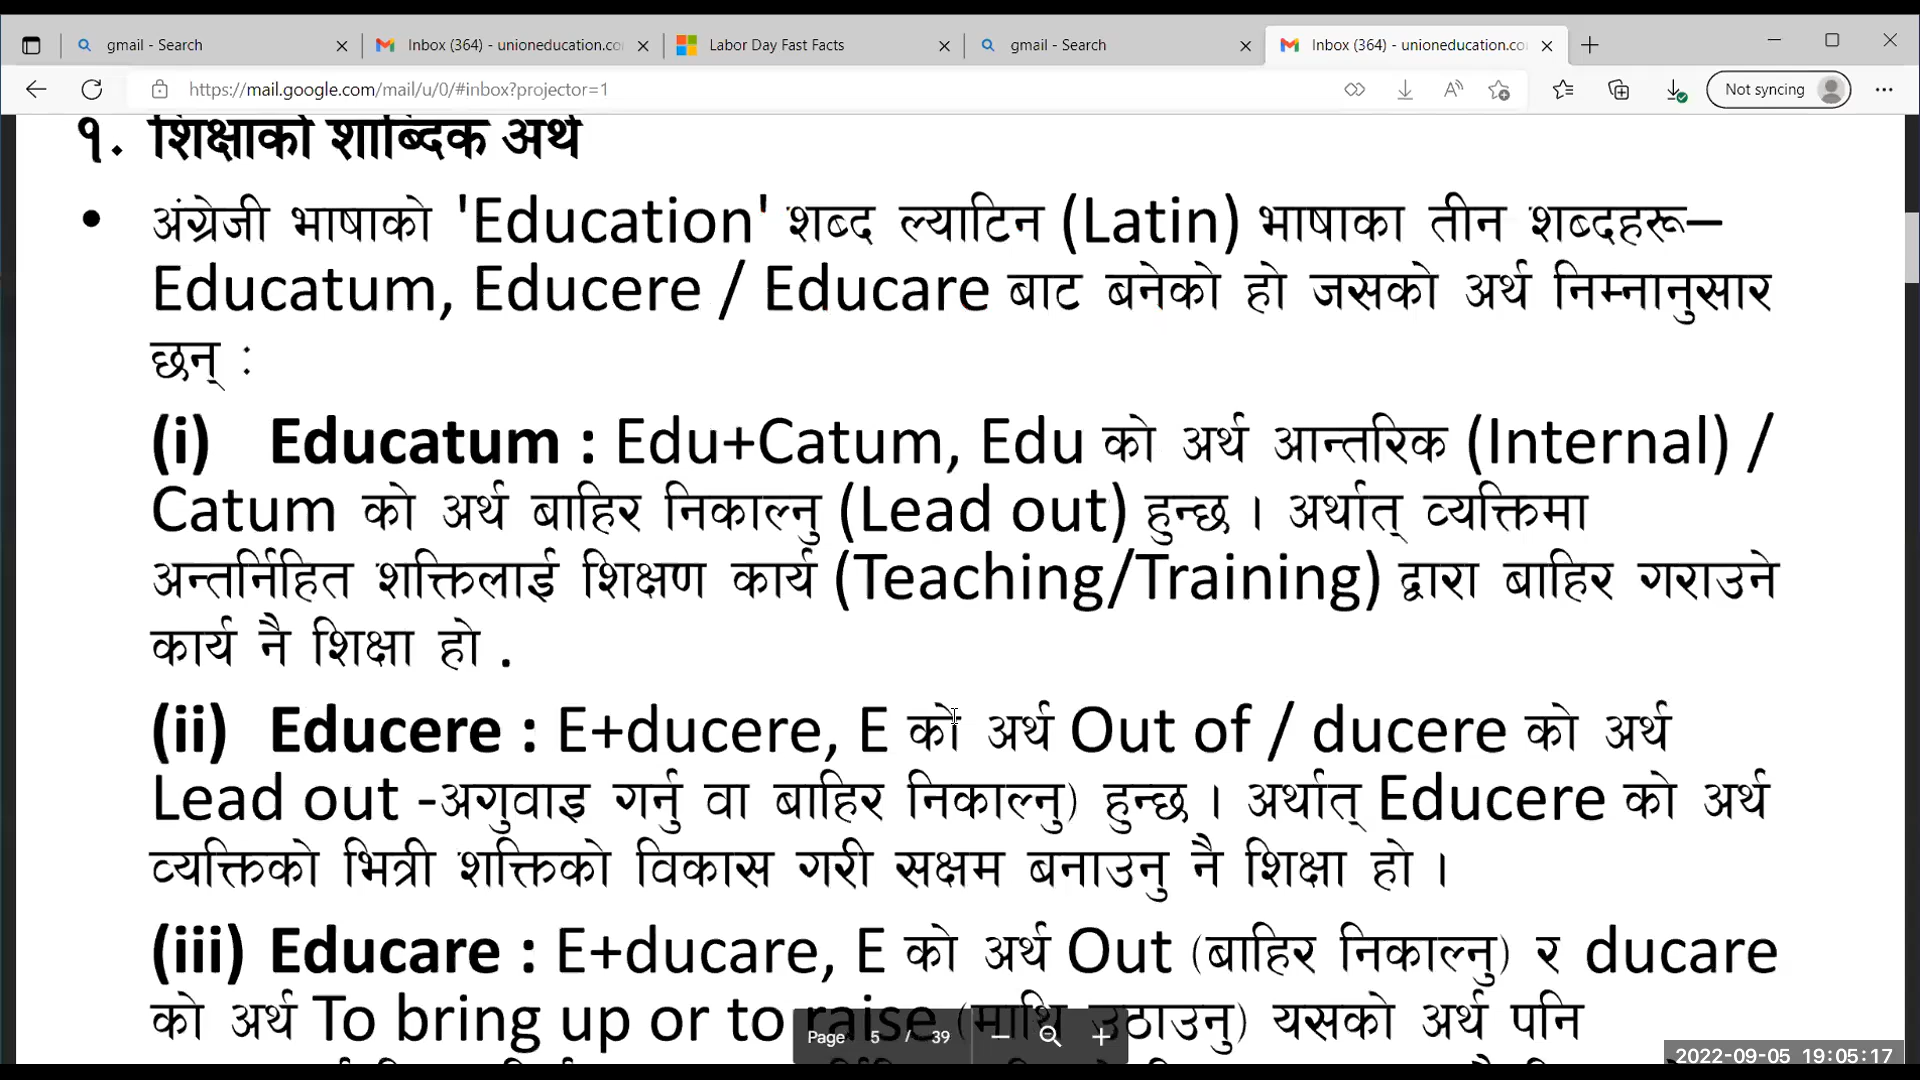 gmail - Search
Inbox (364) - unioneducation.co
Labor Day Fast Facts
gmail - Search
Inbox (364) - unioneducation.co
https://mail.google.com/mail/u/0/#inbox?projector=1
Not syncing
१. शिक्षाको शाब्दिक अर्थ
• अंग्रेजी भाषाको 'Education' शब्द ल्याटिन (Latin) भाषाका तीन शब्दहरू–
Educatum, Educere / Educare बाट बनेको हो जसको अर्थ निम्नानुसार
छन् :
(i) Educatum : Edu+Catum, Edu को अर्थ आन्तरिक (Internal) /
Catum को अर्थ बाहिर निकाल्नु (Lead out) हुन्छ । अर्थात् व्यक्तिमा
अन्तर्निहित शक्तिलाई शिक्षण कार्य (Teaching/Training) द्वारा बाहिर गराउने
कार्य नै शिक्षा हो .
(ii) Educere : E+ducere, E को अर्थ Out of / ducere को अर्थ
Lead out -अगुवाइ गर्नु वा बाहिर निकाल्नु) हुन्छ । अर्थात् Educere को अर्थ
व्यक्तिको भित्री शक्तिको विकास गरी सक्षम बनाउनु नै शिक्षा हो ।
(iii) Educare : E+ducare, E को अर्थ Out (बाहिर निकाल्नु) र ducare
को अर्थ To bring up or to raise (माथि उठाउनु) यसको अर्थ पनि
Page 5 / 39
2022-09-05 19:05:17